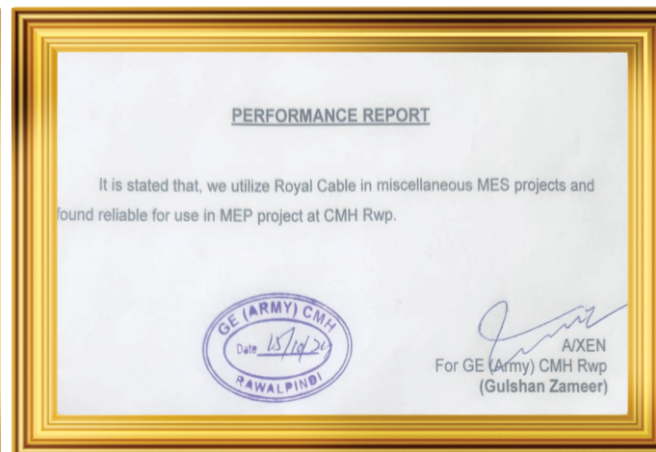 PERFORMANCE REPORT
It is stated that, we utilize Royal Cable in miscellaneous MES projects and
found reliable for use in MEP project at CMH Rwp.
GE (ARMY) CMH
Date 15/10/24
RAWALPINDI
A/XEN
For GE (Army) CMH Rwp
(Gulshan Zameer)